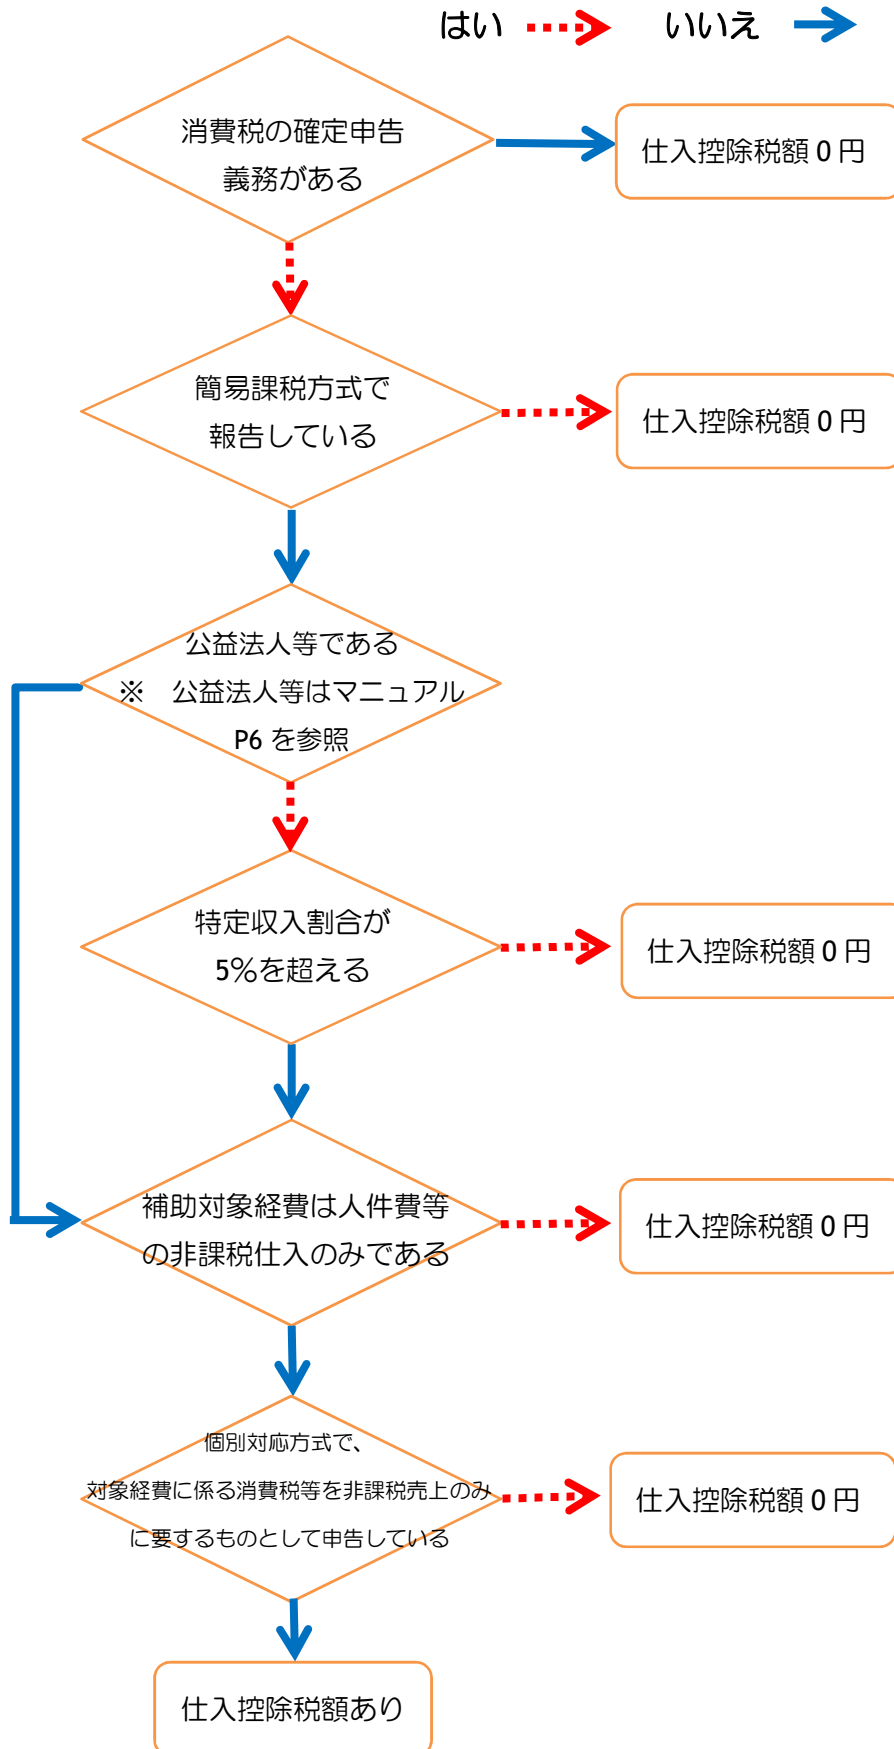 はい いいえ
消費税の確定申告
義務がある
仕入控除税額 0 円
簡易課税方式で
報告している
仕入控除税額 0 円
公益法人等である
※ 公益法人等はマニュアル
P6 を参照
特定収入割合が
5%を超える
仕入控除税額 0 円
補助対象経費は人件費等
の非課税仕入のみである
仕入控除税額 0 円
個別対応方式で、
対象経費に係る消費税等を非課税売上のみ
に要するものとして申告している
仕入控除税額 0 円
仕入控除税額あり